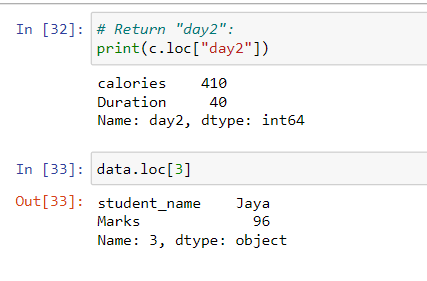 In [32]: # Return "day2":
print(c.loc["day2"])
calories    410
Duration     40
Name: day2, dtype: int64
In [33]: data.loc[3]
Out[33]: student_name    Jaya
Marks             96
Name: 3, dtype: object